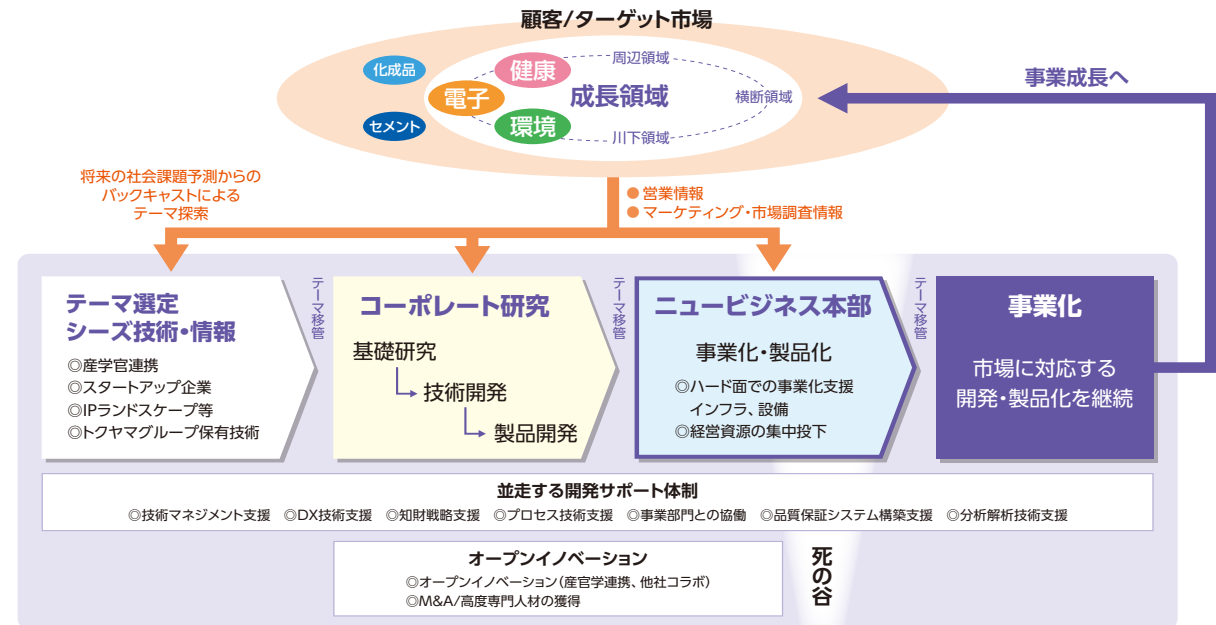 顧客/ターゲット市場
化成品
健康
周辺領域
電子
成長領域
横断領域
セメント
環境
川下領域
事業成長へ
将来の社会課題予測からの
バックキャストによる
テーマ探索
●営業情報
●マーケティング・市場調査情報
テーマ選定
シーズ技術・情報
◎産学官連携
◎スタートアップ企業
◎IPランドスケープ等
◎トクヤマグループ保有技術
テーマ移管
コーポレート研究
基礎研究
技術開発
製品開発
テーマ移管
ニュービジネス本部
事業化・製品化
◎ハード面での事業化支援
インフラ、設備
◎経営資源の集中投下
テーマ移管
事業化
市場に対応する
開発・製品化を継続
並走する開発サポート体制
◎技術マネジメント支援 ◎DX技術支援 ◎知財戦略支援 ◎プロセス技術支援 ◎事業部門との協働 ◎品質保証システム構築支援 ◎分析解析技術支援
オープンイノベーション
◎オープンイノベーション(産官学連携、他社コラボ)
◎M&A/高度専門人材の獲得
死の谷